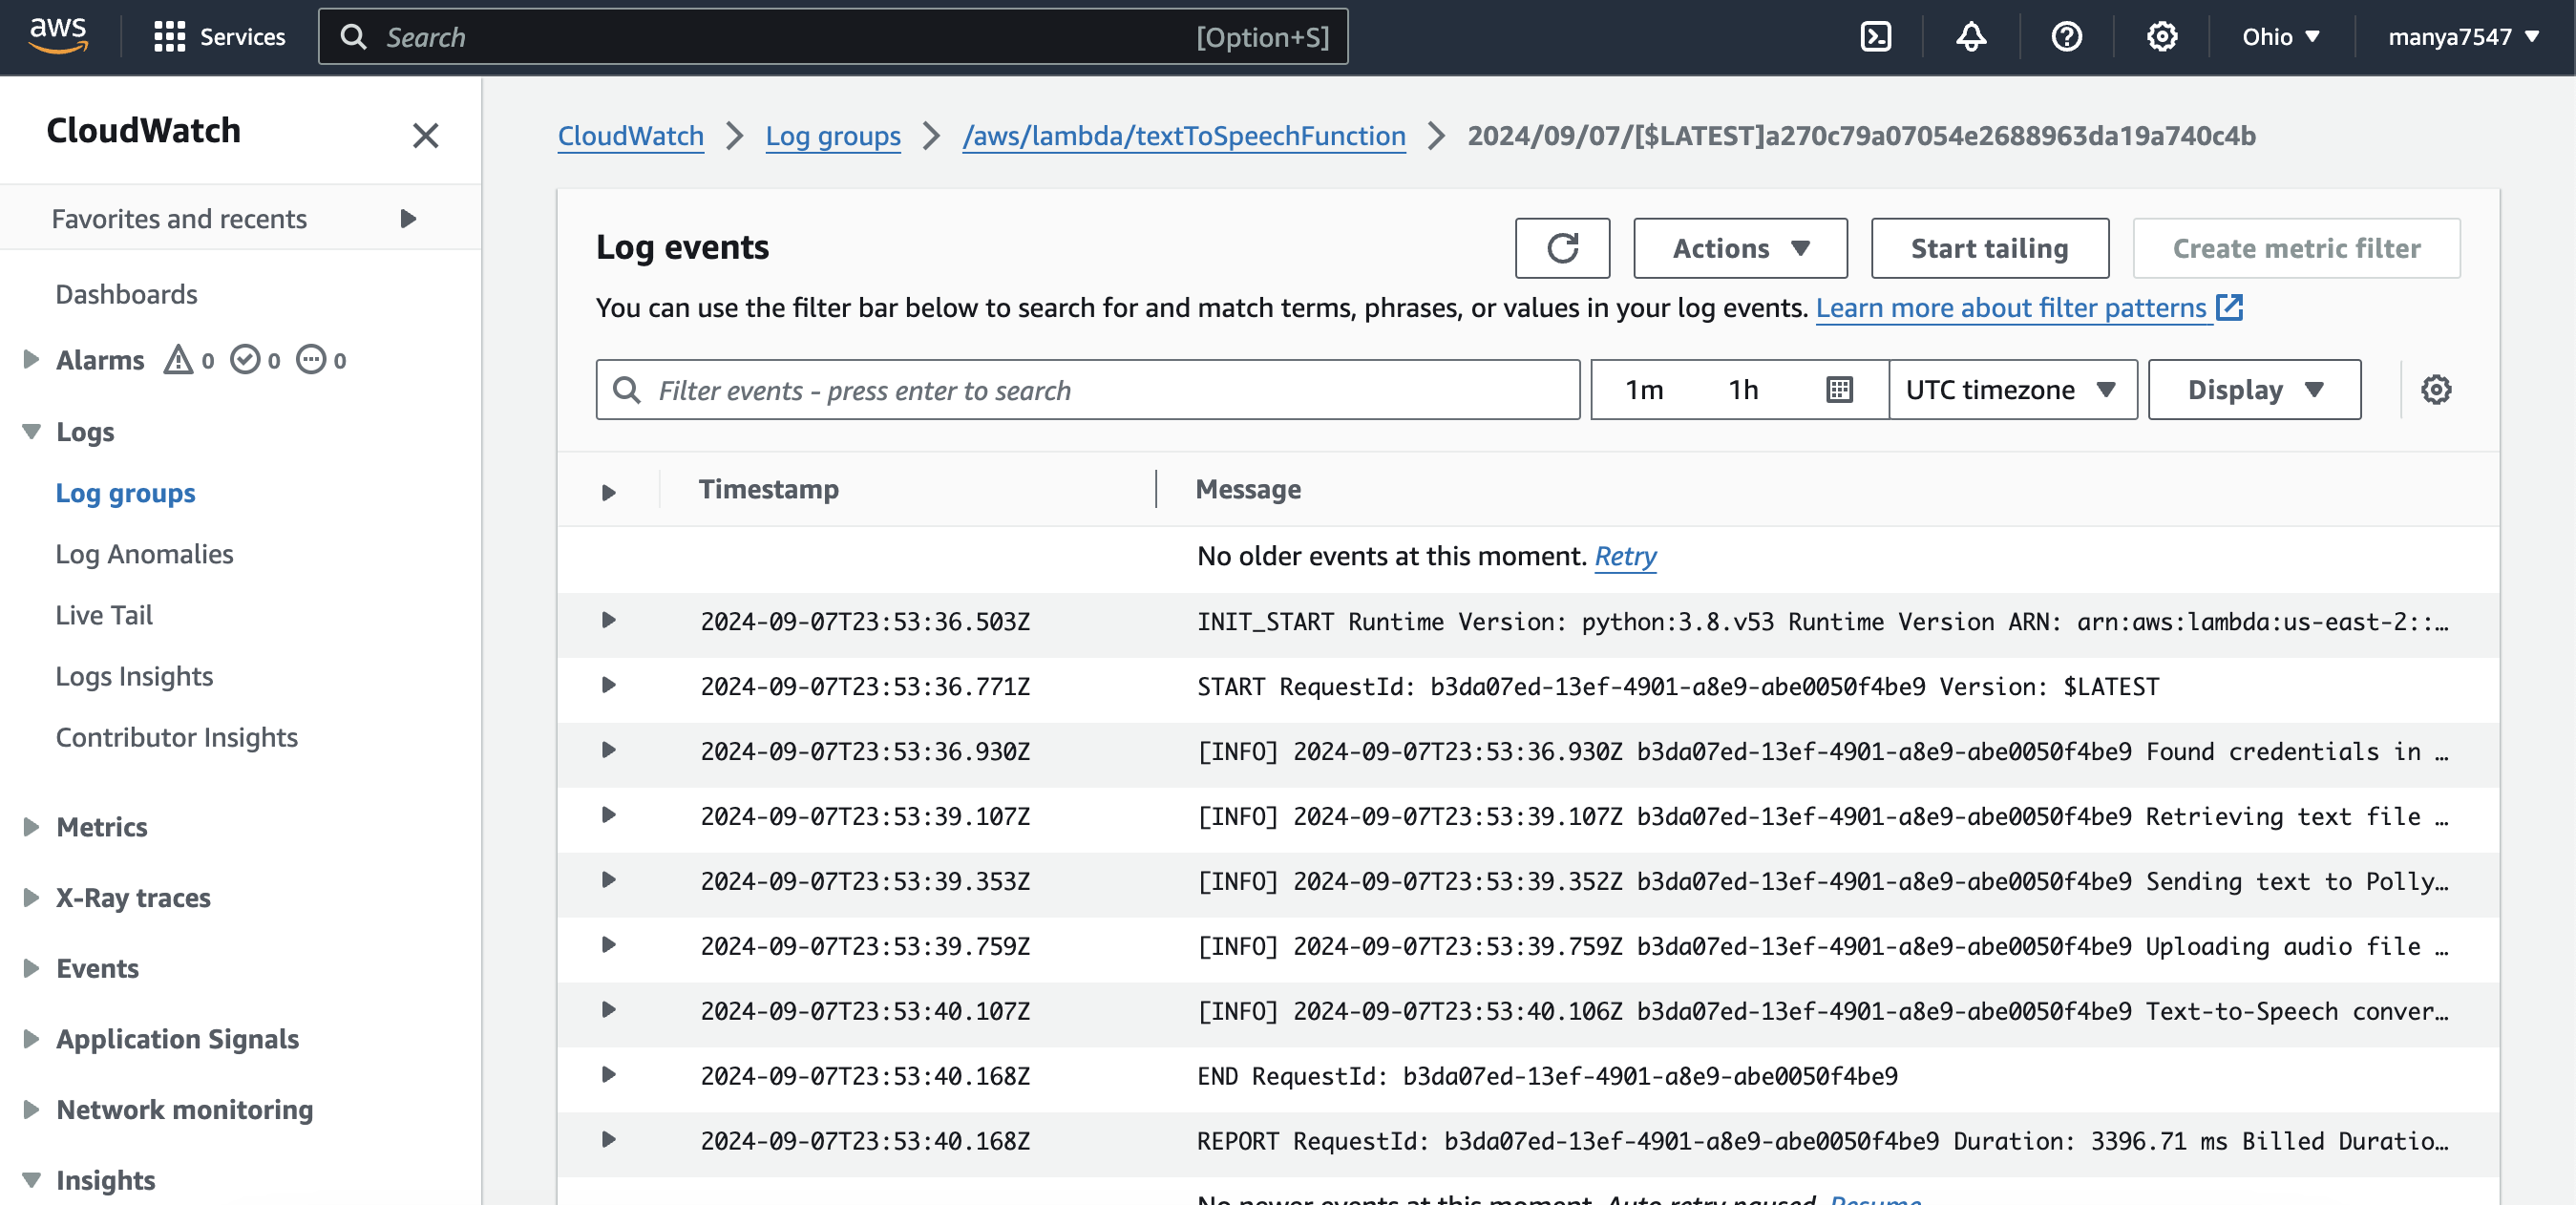 aws Services Search [Option+S] Ohio manya7547
CloudWatch
Favorites and recents
Dashboards
Alarms 0 0 0
Logs
Log groups
Log Anomalies
Live Tail
Logs Insights
Contributor Insights
Metrics
X-Ray traces
Events
Application Signals
Network monitoring
Insights
CloudWatch Log groups /aws/lambda/textToSpeechFunction 2024/09/07/[$LATEST]a270c79a07054e2688963da19a740c4b
Log events
Actions Start tailing Create metric filter
You can use the filter bar below to search for and match terms, phrases, or values in your log events. Learn more about filter patterns
Filter events - press enter to search 1m 1h UTC timezone Display
Timestamp Message
No older events at this moment. Retry
2024-09-07T23:53:36.503Z INIT_START Runtime Version: python:3.8.v53 Runtime Version ARN: arn:aws:lambda:us-east-2::…
2024-09-07T23:53:36.771Z START RequestId: b3da07ed-13ef-4901-a8e9-abe0050f4be9 Version: $LATEST
2024-09-07T23:53:36.930Z [INFO] 2024-09-07T23:53:36.930Z b3da07ed-13ef-4901-a8e9-abe0050f4be9 Found credentials in …
2024-09-07T23:53:39.107Z [INFO] 2024-09-07T23:53:39.107Z b3da07ed-13ef-4901-a8e9-abe0050f4be9 Retrieving text file …
2024-09-07T23:53:39.353Z [INFO] 2024-09-07T23:53:39.352Z b3da07ed-13ef-4901-a8e9-abe0050f4be9 Sending text to Polly…
2024-09-07T23:53:39.759Z [INFO] 2024-09-07T23:53:39.759Z b3da07ed-13ef-4901-a8e9-abe0050f4be9 Uploading audio file …
2024-09-07T23:53:40.107Z [INFO] 2024-09-07T23:53:40.106Z b3da07ed-13ef-4901-a8e9-abe0050f4be9 Text-to-Speech conver…
2024-09-07T23:53:40.168Z END RequestId: b3da07ed-13ef-4901-a8e9-abe0050f4be9
2024-09-07T23:53:40.168Z REPORT RequestId: b3da07ed-13ef-4901-a8e9-abe0050f4be9 Duration: 3396.71 ms Billed Duratio…
No newer events at this moment. Auto retry paused. Resume